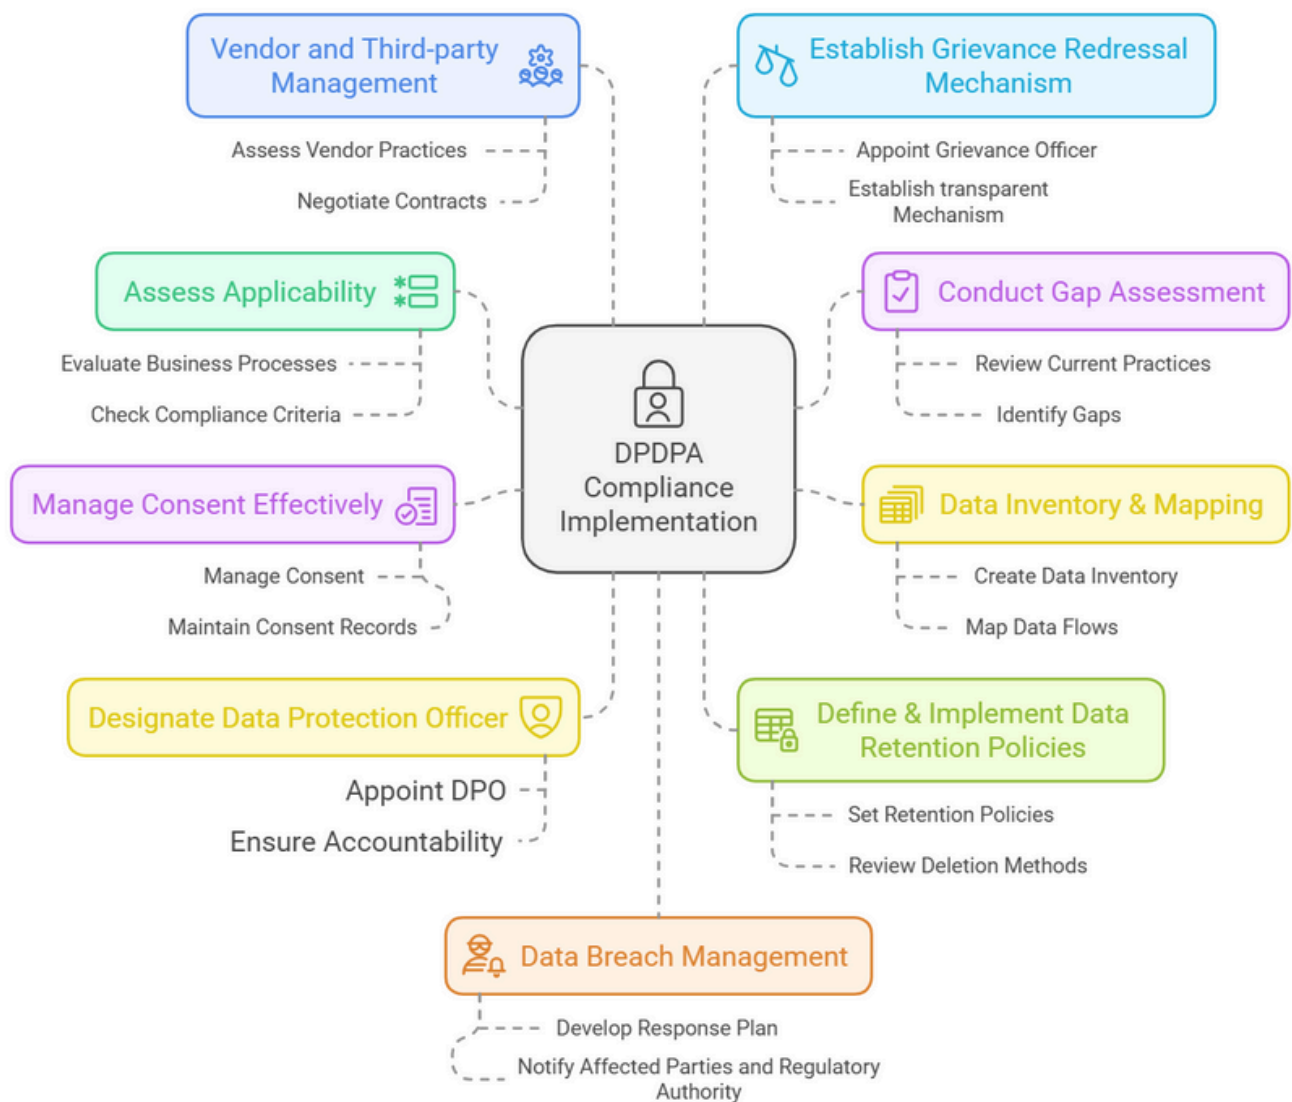 Vendor and Third-party
Management
Assess Vendor Practices
Negotiate Contracts
Establish Grievance Redressal
Mechanism
Appoint Grievance Officer
Establish transparent
Mechanism
Assess Applicability
Evaluate Business Processes
Check Compliance Criteria
Conduct Gap Assessment
Review Current Practices
Identify Gaps
DPDPA
Compliance
Implementation
Manage Consent Effectively
Manage Consent
Maintain Consent Records
Data Inventory & Mapping
Create Data Inventory
Map Data Flows
Designate Data Protection Officer
Appoint DPO
Ensure Accountability
Define & Implement Data
Retention Policies
Set Retention Policies
Review Deletion Methods
Data Breach Management
Develop Response Plan
Notify Affected Parties and Regulatory
Authority